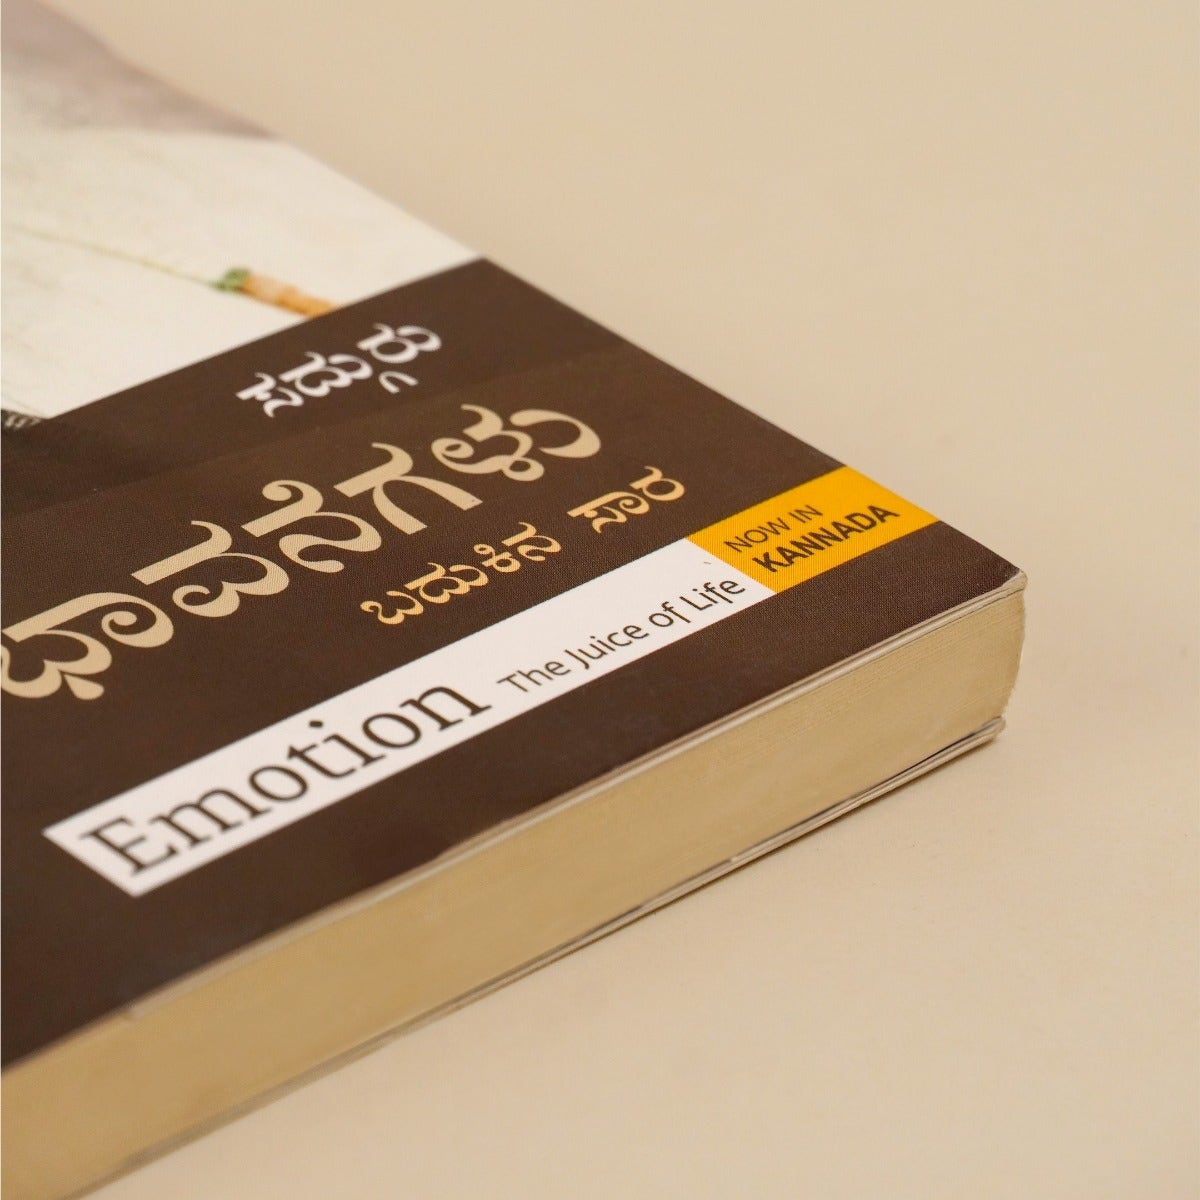 ಸದ್ಗುರು
ಭಾವನೆಗಳು
ಬದುಕಿನ ಸಾರ
Emotion The Juice of Life
NOW IN
KANNADA